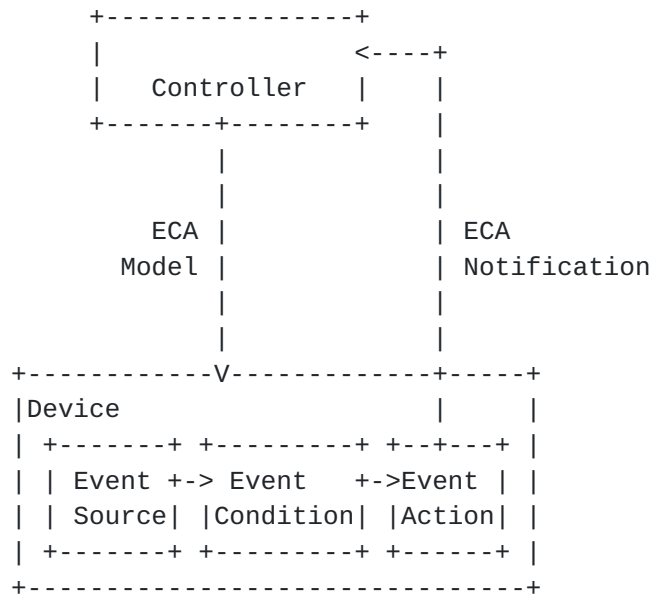 Controller
ECA ECA
Model Notification
Device
Event Event Event
Source Condition Action